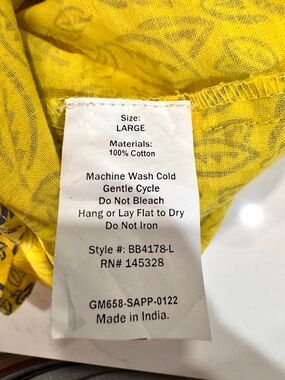 Size:
LARGE
Materials:
100% Cotton
Machine Wash Cold
Gentle Cycle
Do Not Bleach
Hang or Lay Flat to Dry
Do Not Iron
Style #: BB4178-L
RN# 145328
GM658-SAPP-0122
Made in India.